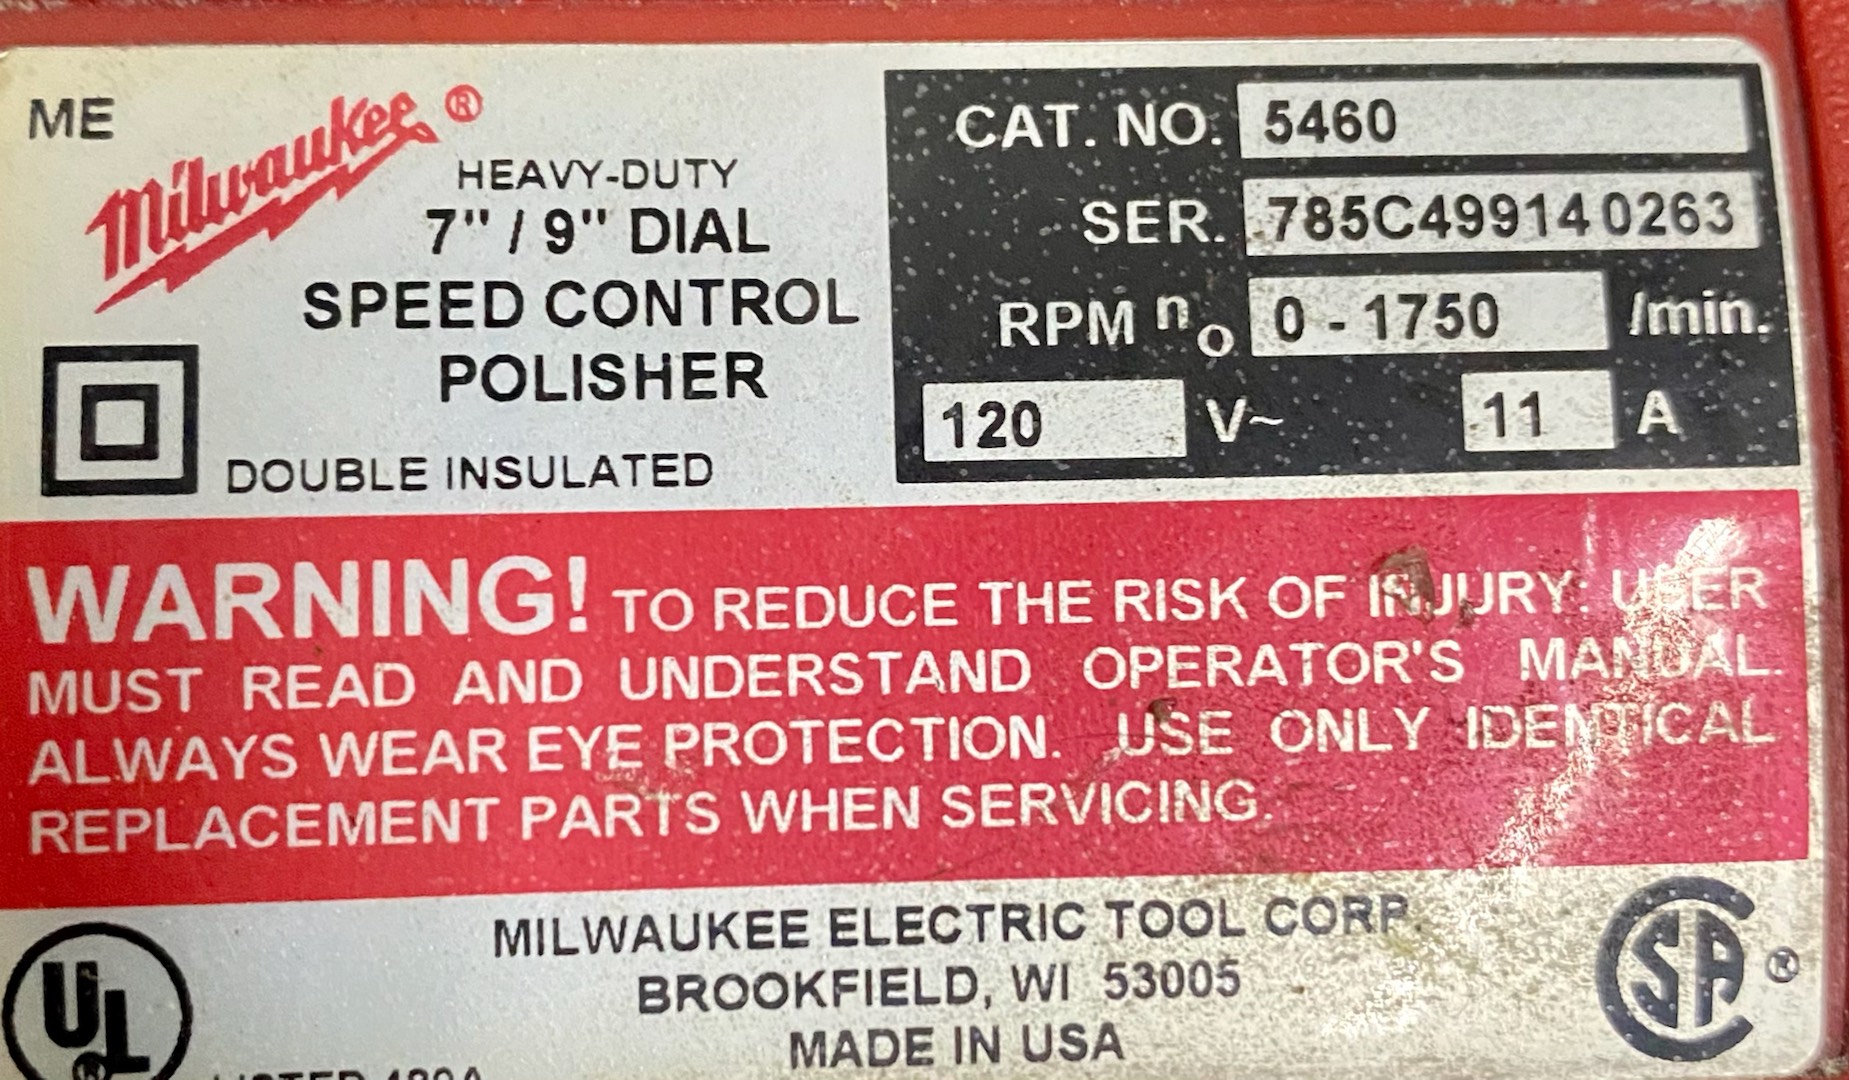 ME
Milwaukee®
HEAVY-DUTY
7" / 9" DIAL
SPEED CONTROL
POLISHER
DOUBLE INSULATED
CAT. NO. 5460
SER. 785C49914 0263
RPM no 0 - 1750 /min.
120 V~ 11 A
WARNING! TO REDUCE THE RISK OF INJURY: USER
MUST READ AND UNDERSTAND OPERATOR'S MANUAL.
ALWAYS WEAR EYE PROTECTION. USE ONLY IDENTICAL
REPLACEMENT PARTS WHEN SERVICING.
UL®
MILWAUKEE ELECTRIC TOOL CORP.
BROOKFIELD, WI 53005
MADE IN USA
SA®